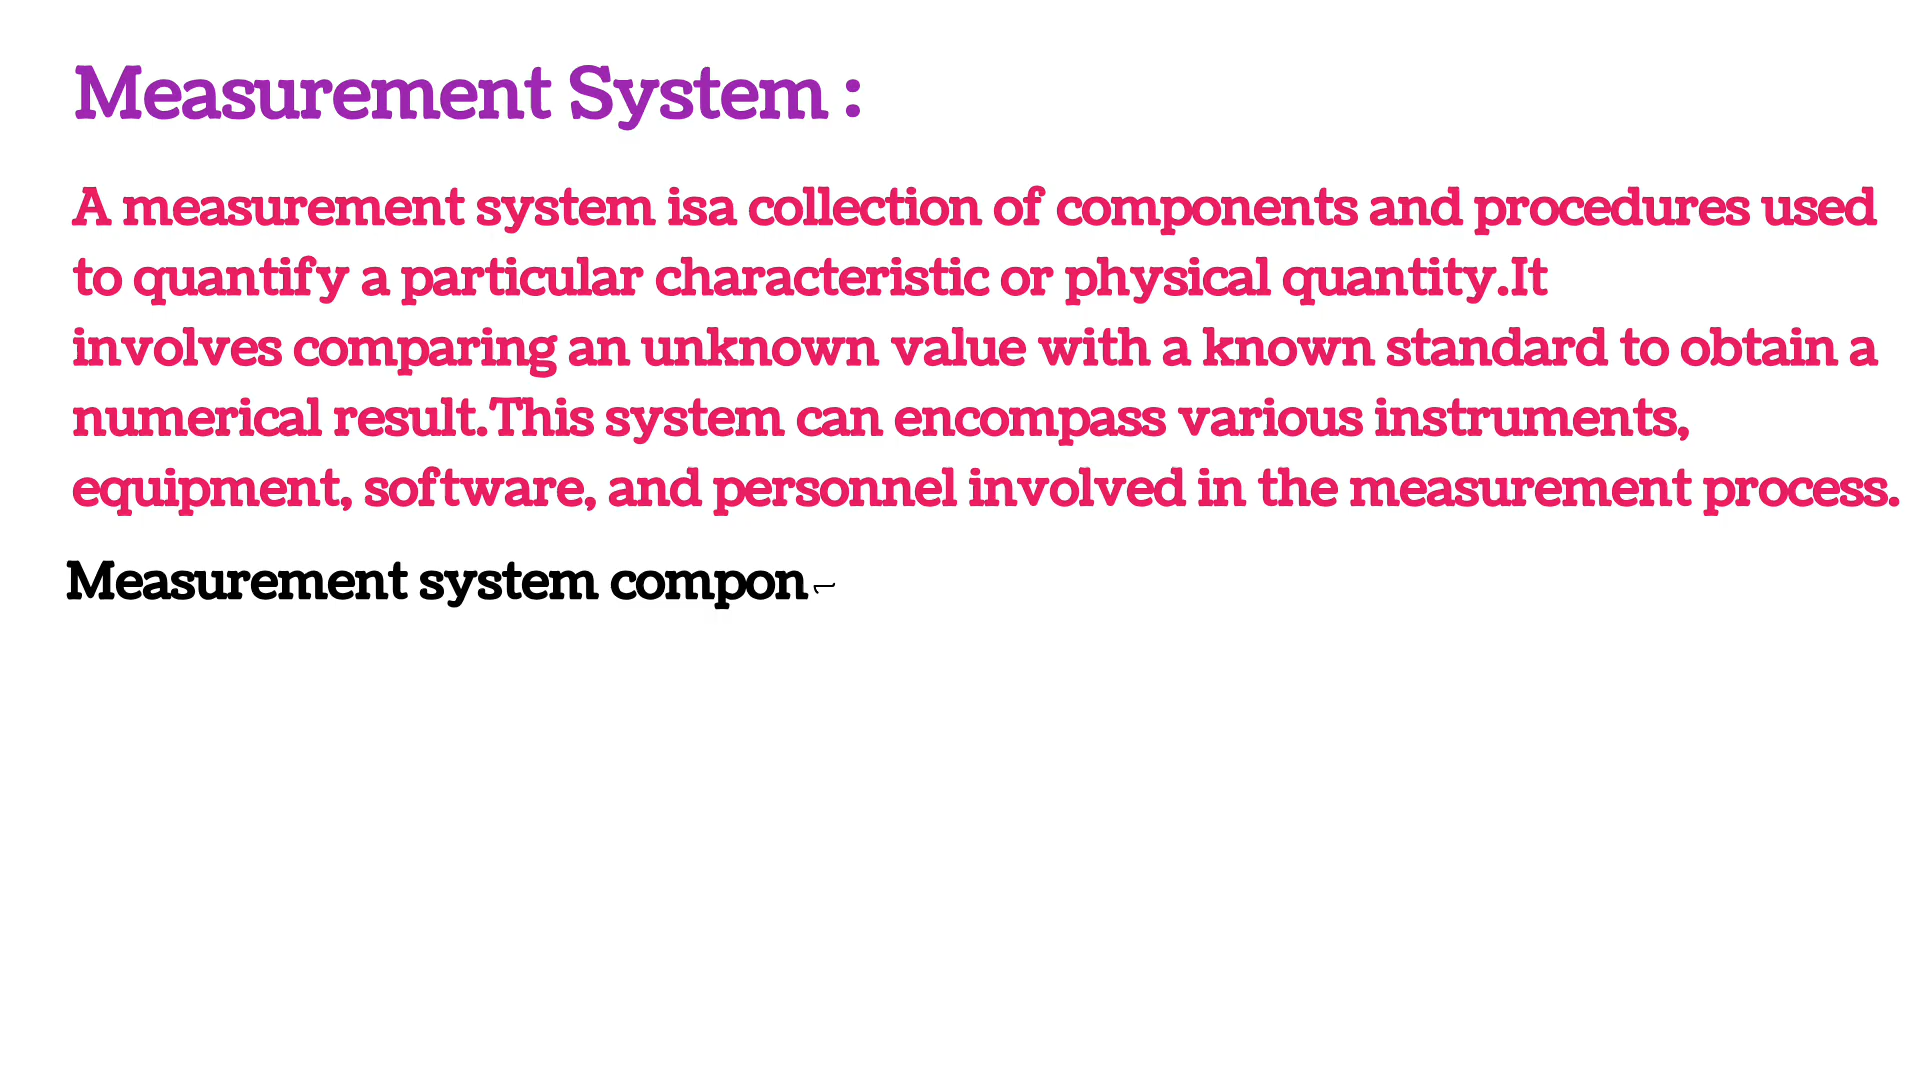 Measurement System :
A measurement system isa collection of components and procedures used
to quantify a particular characteristic or physical quantity.It
involves comparing an unknown value with a known standard to obtain a
numerical result.This system can encompass various instruments,
equipment, software, and personnel involved in the measurement process.
Measurement system compon